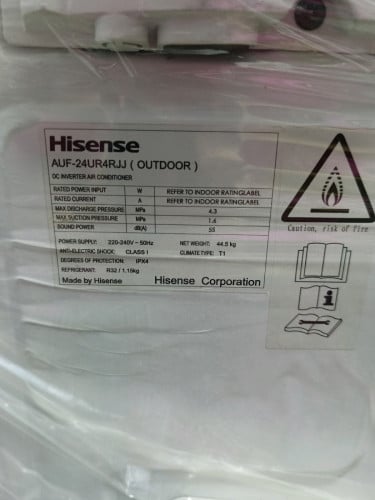 Hisense
AUF-24UR4RJJ ( OUTDOOR )
DC INVERTER AIR CONDITIONER
RATED POWER INPUT W REFER TO INDOOR RATINGLABEL
RATED CURRENT A REFER TO INDOOR RATINGLABEL
MAX DISCHARGE PRESSURE MPa 4.3
MAX SUCTION PRESSURE MPa 1.6
SOUND POWER dB(A) 55
POWER SUPPLY: 220-240V ~ 50Hz NET WEIGHT: 44.5 kg
ANTI-ELECTRIC SHOCK: CLASS I CLIMATE TYPE: T1
DEGREES OF PROTECTION: IPX4
REFRIGERANT: R32 / 1.15kg
Made by Hisense Hisense Corporation
Caution, risk of fire